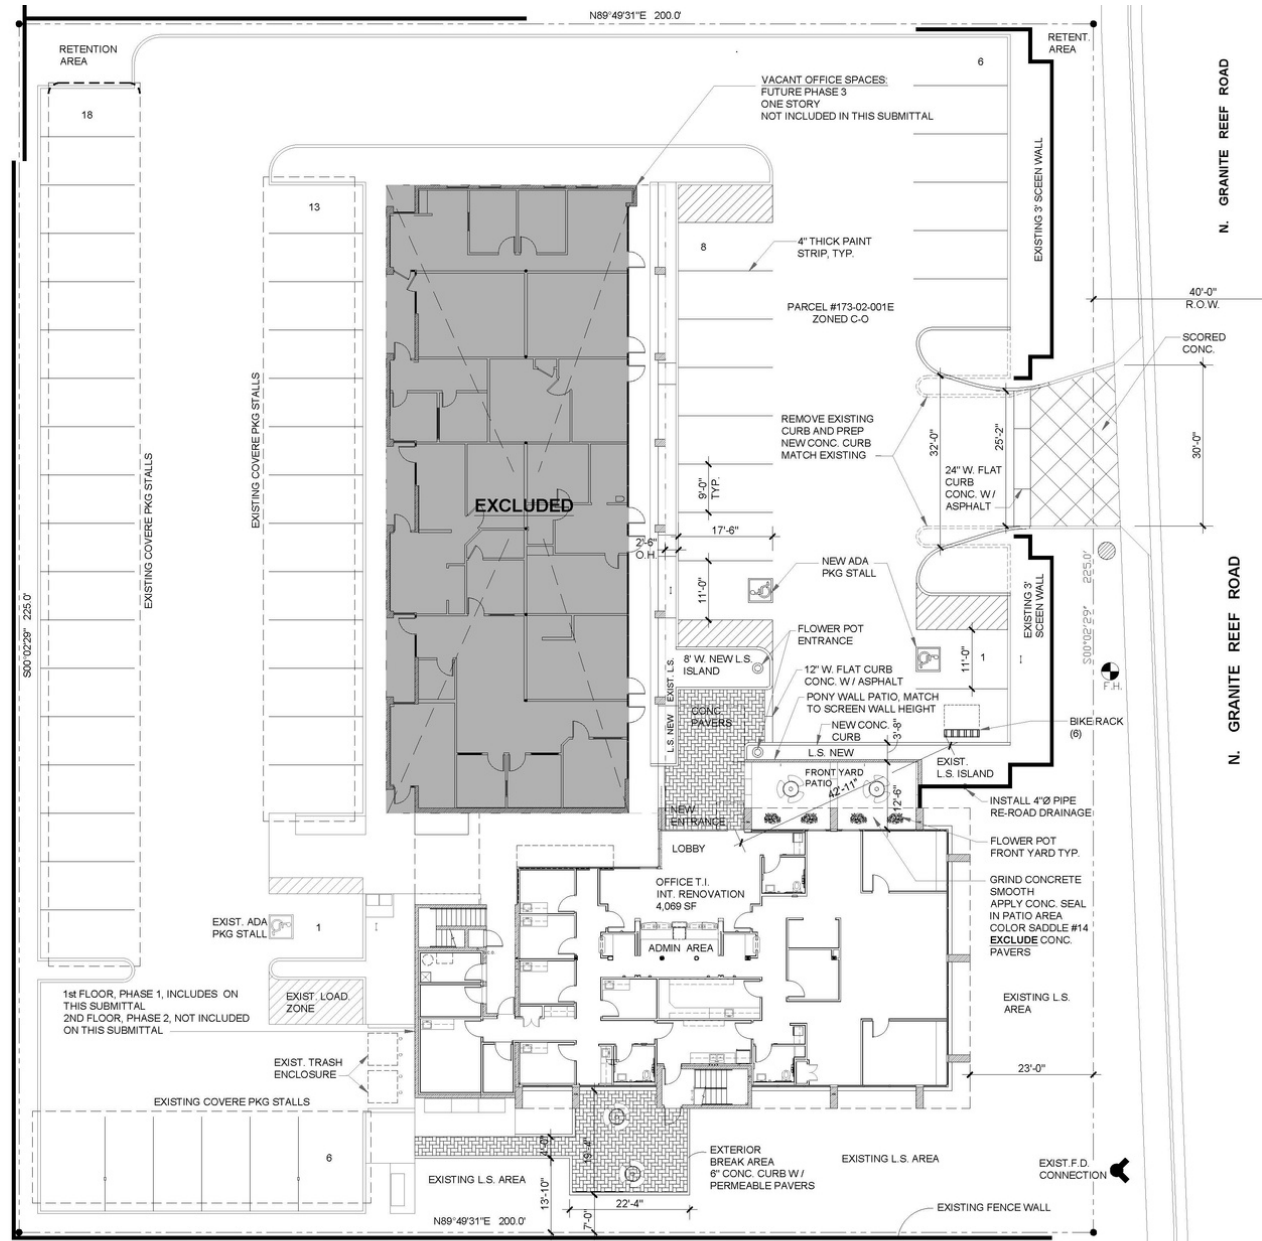 N89°49'31"E 200.0'
RETENTION
AREA
RETENT.
AREA
6
18
VACANT OFFICE SPACES:
FUTURE PHASE 3
ONE STORY
NOT INCLUDED IN THIS SUBMITTAL
N. GRANITE REEF ROAD
EXISTING 3' SCEEN WALL
13
8
4" THICK PAINT
STRIP, TYP.
PARCEL #173-02-001E
ZONED C-O
40'-0"
R.O.W.
SCORED
CONC.
EXISTING COVERE PKG STALLS
EXISTING COVERE PKG STALLS
REMOVE EXISTING
CURB AND PREP
NEW CONC. CURB
MATCH EXISTING
32'-0"
25'-2"
30'-0"
24" W. FLAT
CURB
CONC. W/
ASPHALT
EXCLUDED
9'-0"
TYP.
17'-6"
2'-6"
O.H.
11'-0"
NEW ADA
PKG STALL
EXISTING 3'
SCEEN WALL
S00°02'29" 225.0'
S00°02'29" 225.0'
N. GRANITE REEF ROAD
FLOWER POT
ENTRANCE
8' W. NEW L.S.
ISLAND
12" W. FLAT CURB
CONC. W/ ASPHALT
11'-0"
1
F.H.
EXIST. L.S.
L.S. NEW
CONC.
PAVERS
PONY WALL PATIO, MATCH
TO SCREEN WALL HEIGHT
NEW CONC.
CURB
3'-8"
BIKE RACK
(6)
L.S. NEW
EXIST.
L.S. ISLAND
FRONT YARD
PATIO
42'-11"
12'-6"
INSTALL 4"Ø PIPE
RE-ROAD DRAINAGE
NEW
ENTRANCE
LOBBY
FLOWER POT
FRONT YARD TYP.
OFFICE T.I.
INT. RENOVATION
4,069 SF
GRIND CONCRETE
SMOOTH
APPLY CONC. SEAL
IN PATIO AREA
COLOR SADDLE #14
EXCLUDE CONC.
PAVERS
EXIST. ADA
PKG STALL
1
ADMIN AREA
1st FLOOR, PHASE 1, INCLUDES ON
THIS SUBMITTAL
2ND FLOOR, PHASE 2, NOT INCLUDED
ON THIS SUBMITTAL
EXIST. LOAD.
ZONE
EXISTING L.S.
AREA
EXIST. TRASH
ENCLOSURE
23'-0"
EXISTING COVERE PKG STALLS
6
4'-0"
19'-4"
EXTERIOR
BREAK AREA
6" CONC. CURB W/
PERMEABLE PAVERS
EXISTING L.S. AREA
EXIST.F.D.
CONNECTION
EXISTING L.S. AREA
13'-10"
22'-4"
7'-0"
N89°49'31"E 200.0'
EXISTING FENCE WALL